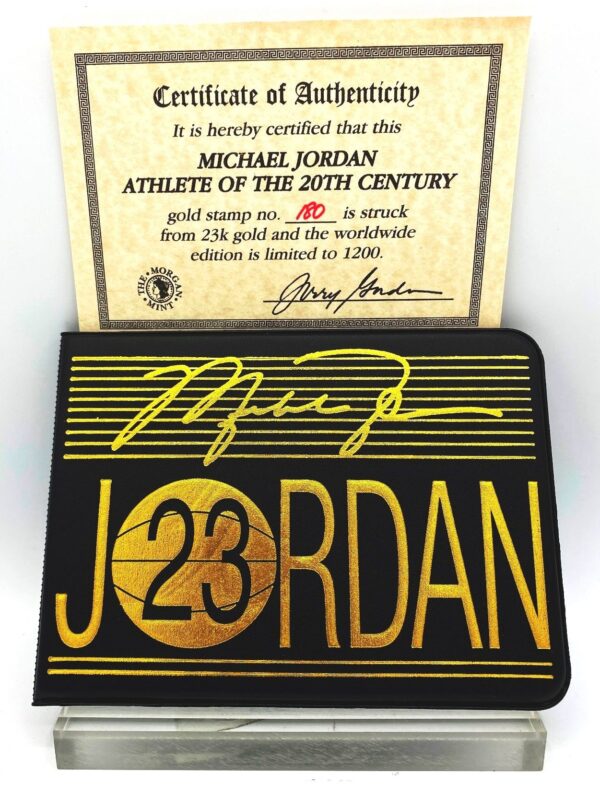 Certificate of Authenticity
It is hereby certified that this
MICHAEL JORDAN
ATHLETE OF THE 20TH CENTURY
gold stamp no. 180 is struck
from 23k gold and the worldwide
edition is limited to 1200.
THE MORGAN MINT
Michael Jordan
JORDAN
23